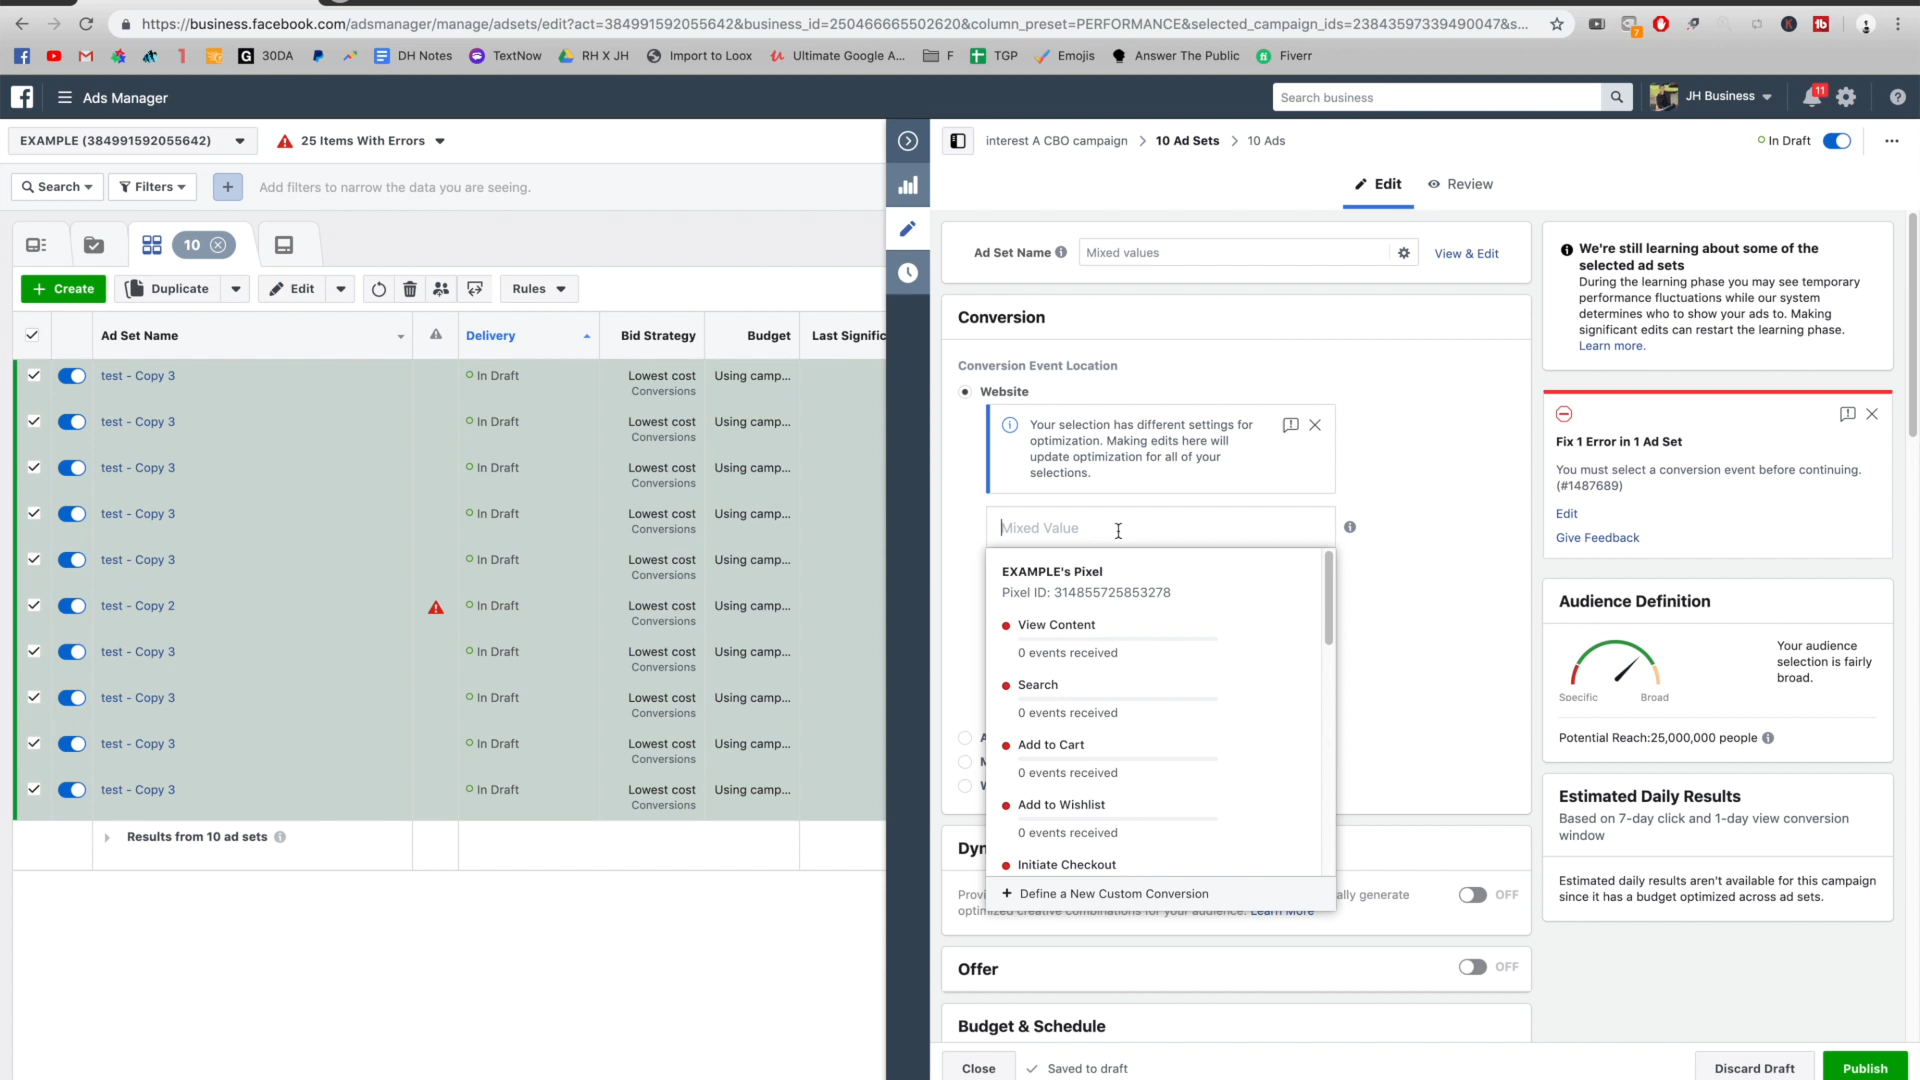 https://business.facebook.com/adsmanager/manage/adsets/edit?act=384991592055642&business_id=250466665502620&column_preset=PERFORMANCE&selected_campaign_ids=23843597339490047&s...
7
30DA
DH Notes
TextNow
RH X JH
Import to Loox
Ultimate Google A...
F
TGP
Emojis
Answer The Public
Fiverr
Ads Manager
Search business
JH Business
11
EXAMPLE (384991592055642)
25 Items With Errors
interest A CBO campaign
10 Ad Sets
10 Ads
In Draft
Search
Filters
Add filters to narrow the data you are seeing.
Edit
Review
10
Create
Duplicate
Edit
Rules
Ad Set Name
Delivery
Bid Strategy
Budget
Last Signific
test - Copy 3
In Draft
Lowest cost
Conversions
Using camp...
test - Copy 3
In Draft
Lowest cost
Conversions
Using camp...
test - Copy 3
In Draft
Lowest cost
Conversions
Using camp...
test - Copy 3
In Draft
Lowest cost
Conversions
Using camp...
test - Copy 3
In Draft
Lowest cost
Conversions
Using camp...
test - Copy 2
In Draft
Lowest cost
Conversions
Using camp...
test - Copy 3
In Draft
Lowest cost
Conversions
Using camp...
test - Copy 3
In Draft
Lowest cost
Conversions
Using camp...
test - Copy 3
In Draft
Lowest cost
Conversions
Using camp...
test - Copy 3
In Draft
Lowest cost
Conversions
Using camp...
Results from 10 ad sets
Ad Set Name
Mixed values
View & Edit
Conversion
Conversion Event Location
Website
Your selection has different settings for
optimization. Making edits here will
update optimization for all of your
selections.
Mixed Value
EXAMPLE's Pixel
Pixel ID: 314855725853278
View Content
0 events received
Search
0 events received
Add to Cart
0 events received
Add to Wishlist
0 events received
Initiate Checkout
+ Define a New Custom Conversion
Dyn
Provi
ally generate
optimized creative combinations for your audience. Learn More
OFF
Offer
OFF
Budget & Schedule
Close
Saved to draft
Discard Draft
Publish
We're still learning about some of the
selected ad sets
During the learning phase you may see temporary
performance fluctuations while our system
determines who to show your ads to. Making
significant edits can restart the learning phase.
Learn more.
Fix 1 Error in 1 Ad Set
You must select a conversion event before continuing.
(#1487689)
Edit
Give Feedback
Audience Definition
Specific
Broad
Your audience
selection is fairly
broad.
Potential Reach:25,000,000 people
Estimated Daily Results
Based on 7-day click and 1-day view conversion
window
Estimated daily results aren't available for this campaign
since it has a budget optimized across ad sets.